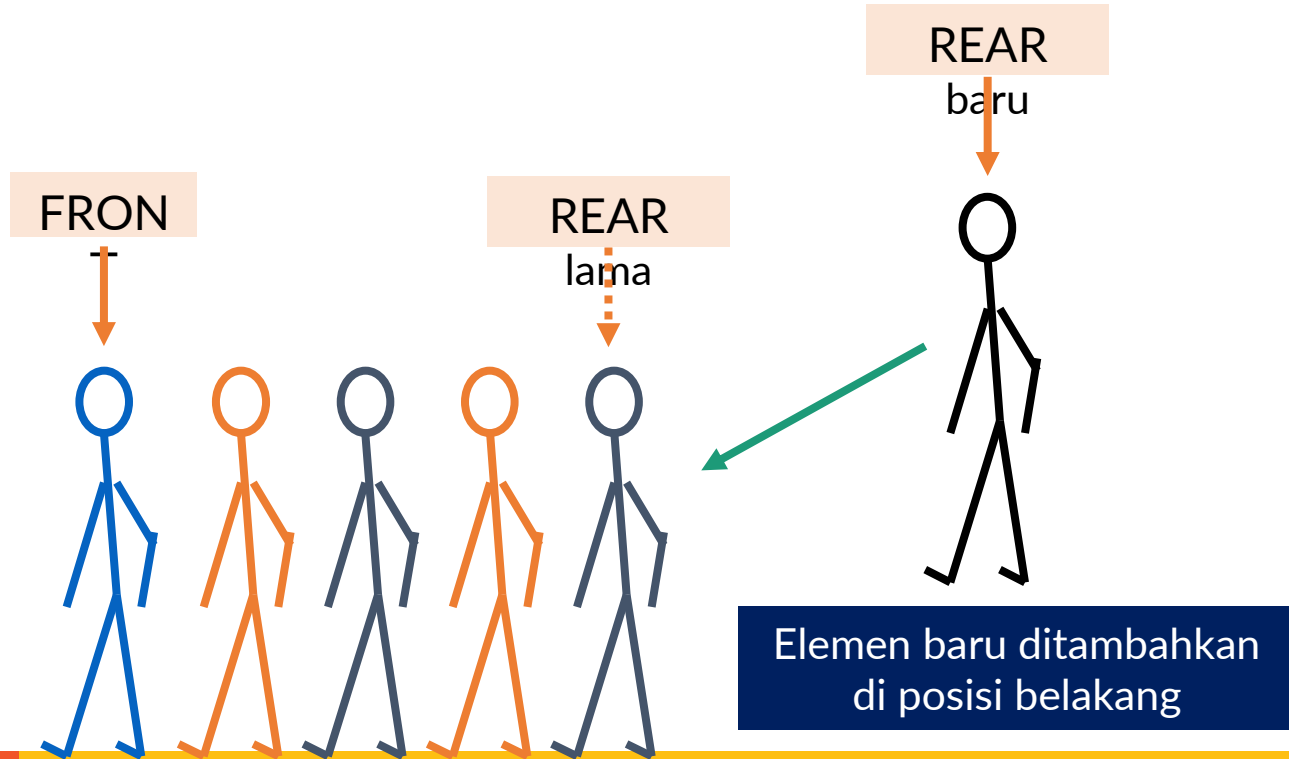 REAR
baru
FRON
T
REAR
lama
Elemen baru ditambahkan
di posisi belakang